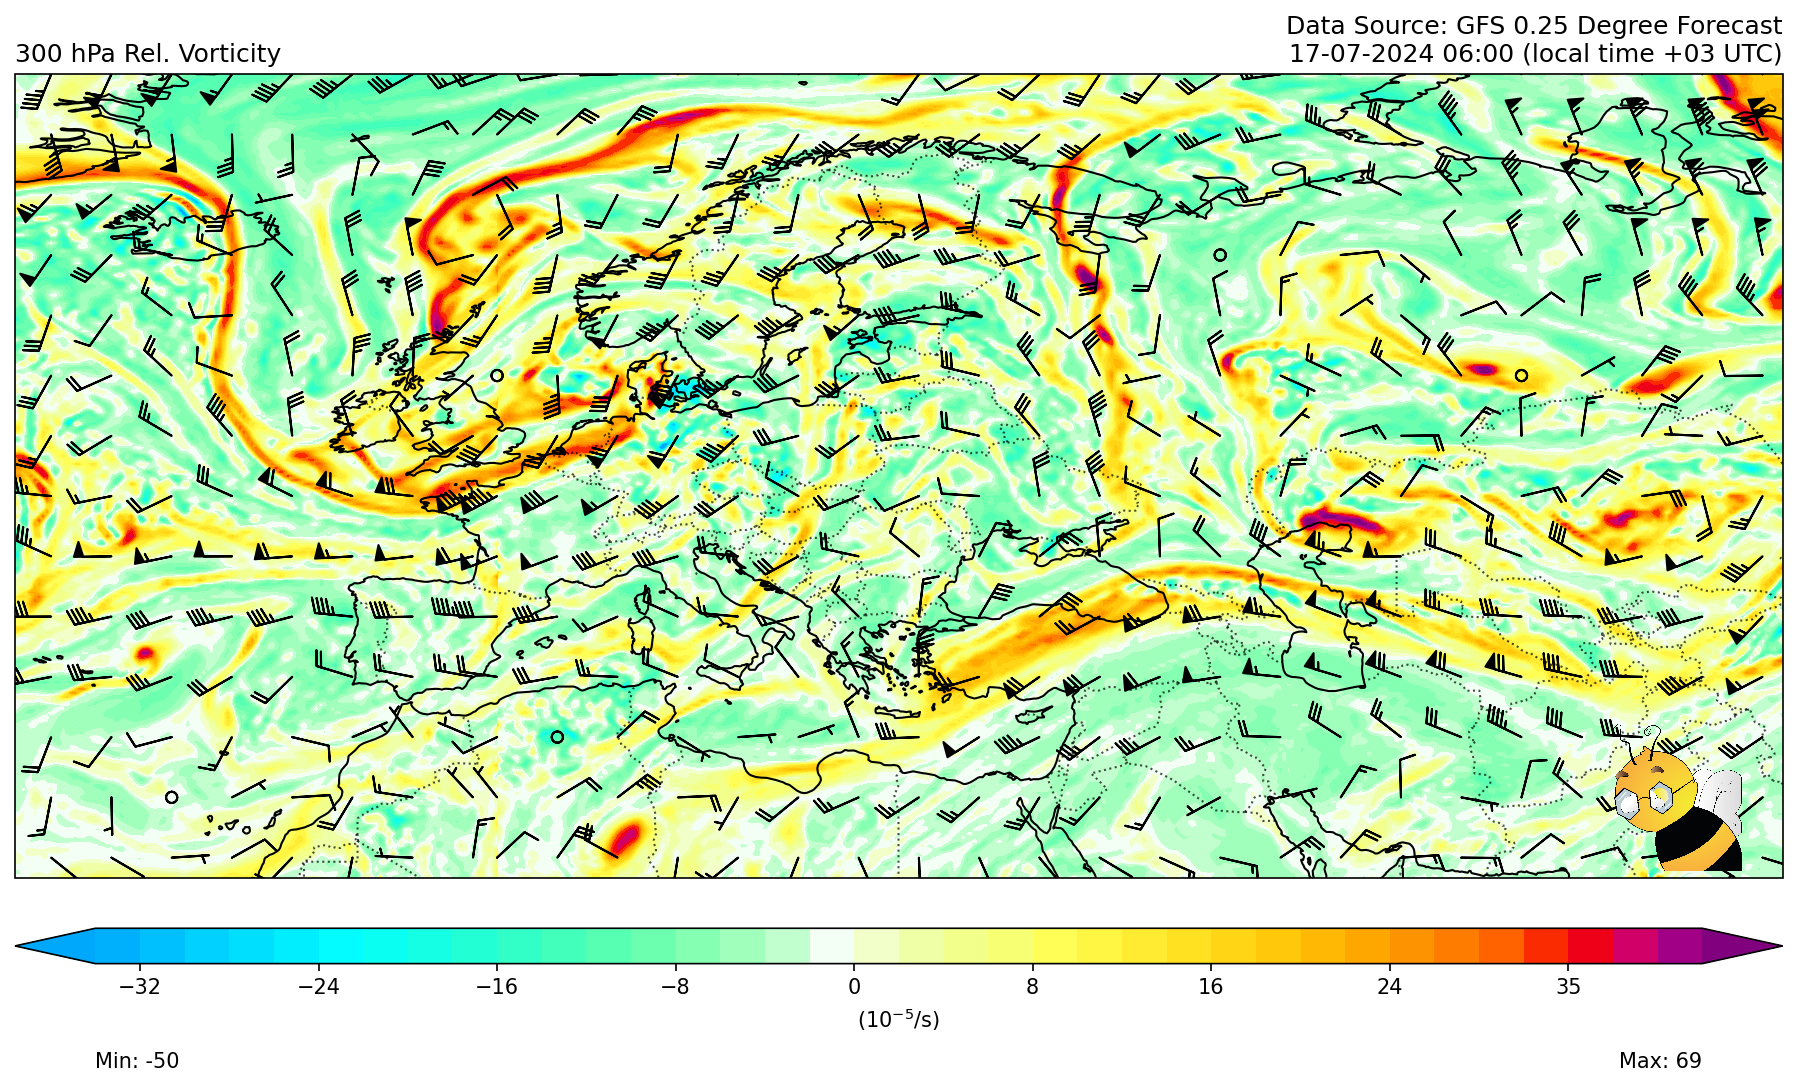 Data Source: GFS 0.25 Degree Forecast
300 hPa Rel. Vorticity
17-07-2024 06:00 (local time +03 UTC)
−32 −24 −16 −8 0 8 16 24 35
(10⁻⁵/s)
Min: -50
Max: 69